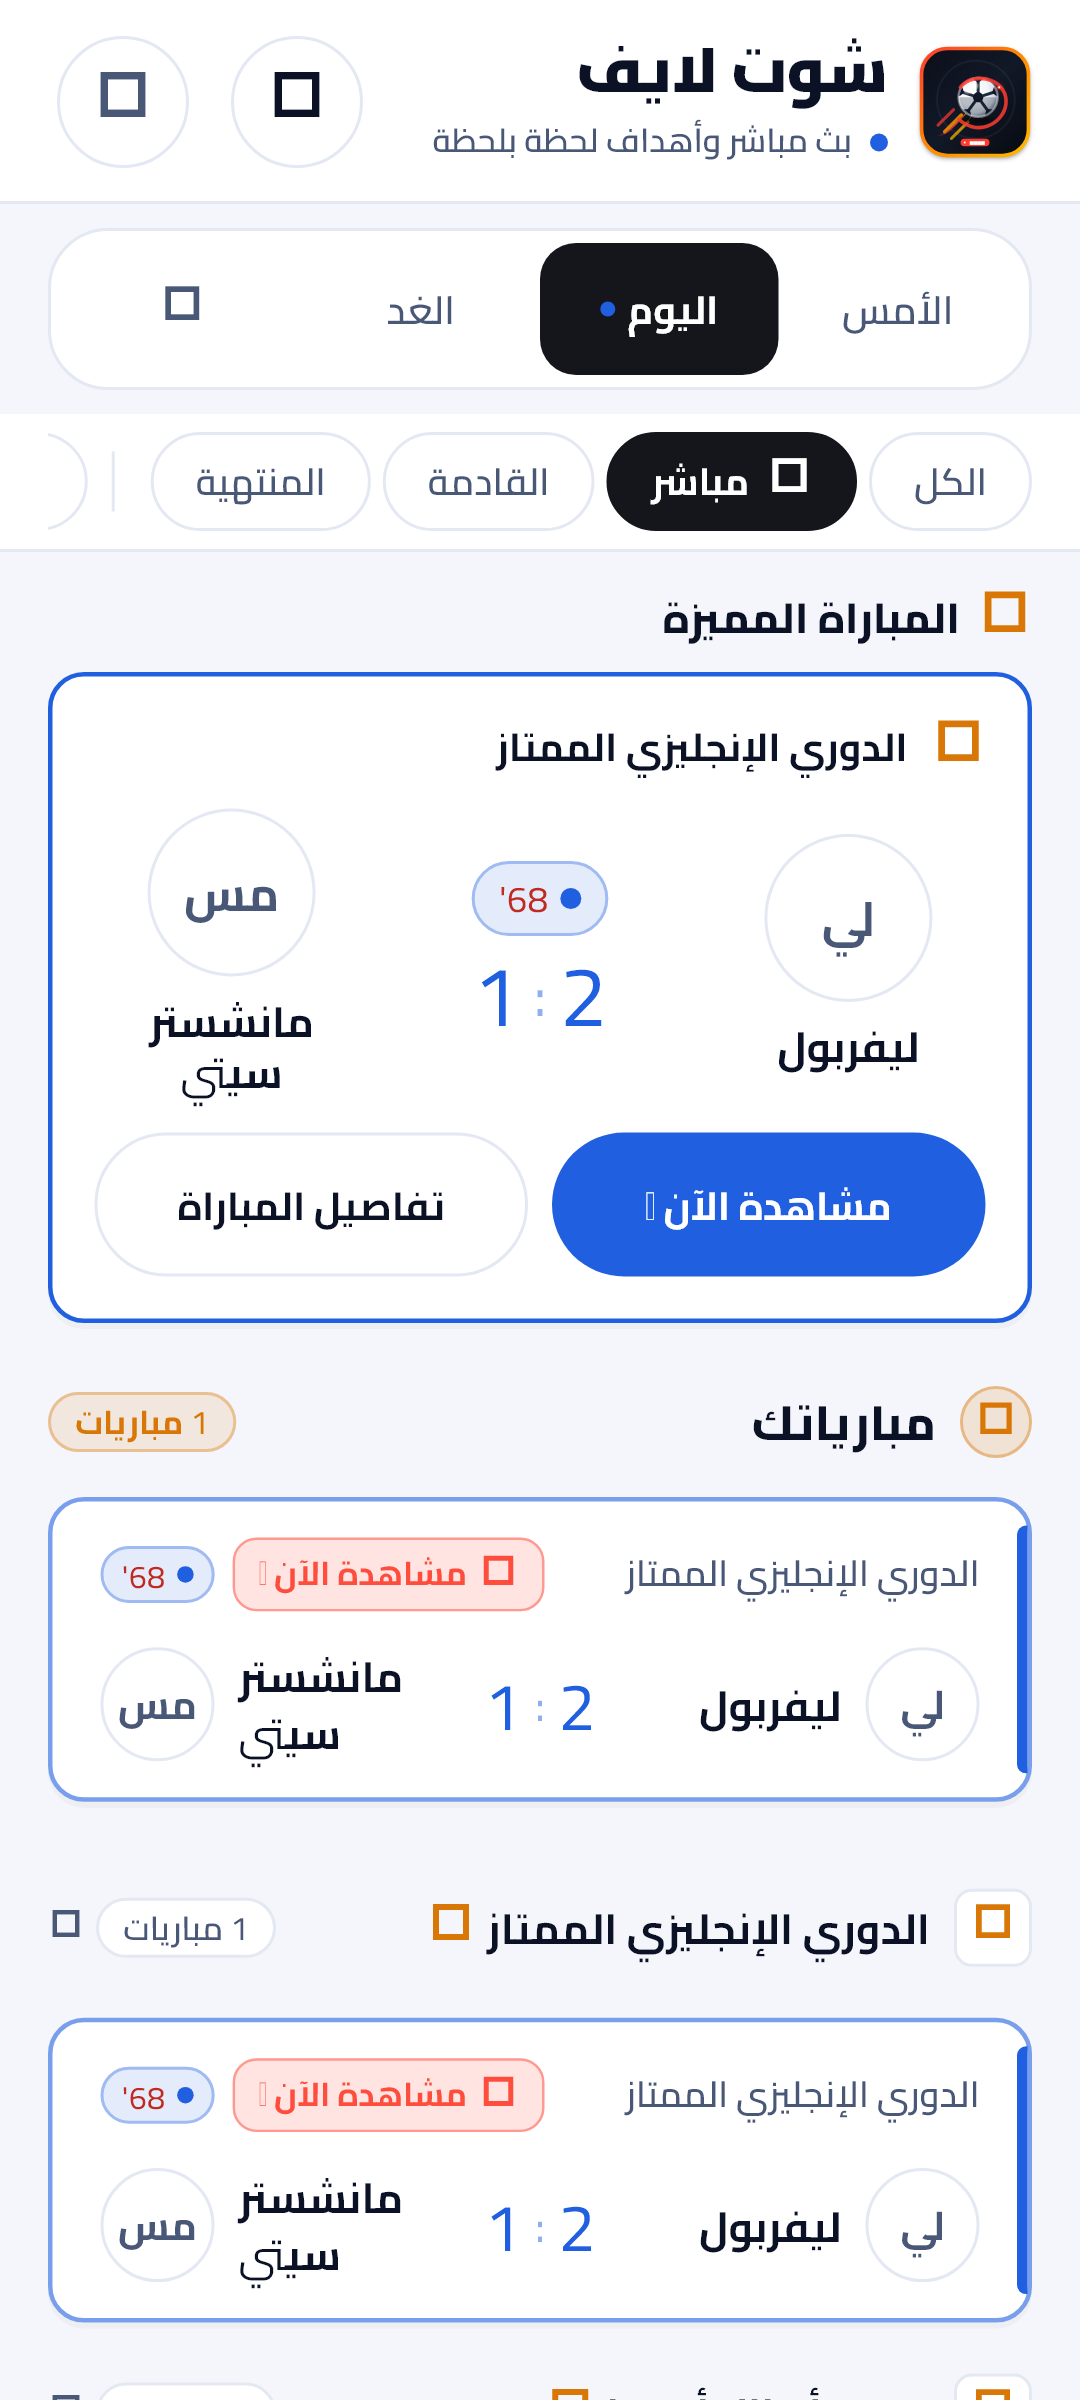 شوت لايف
بث مباشر وأهداف لحظة بلحظة
الأمس
اليوم
الغد
الكل
مباشر
القادمة
المنتهية
المباراة المميزة
الدوري الإنجليزي الممتاز
لي
ليفربول
68'
2 : 1
مس
مانشستر
سيتي
مشاهدة الآن
تفاصيل المباراة
مبارياتك
1 مباريات
الدوري الإنجليزي الممتاز
مشاهدة الآن
68'
لي
ليفربول
2 : 1
مانشستر
سيتي
مس
الدوري الإنجليزي الممتاز
1 مباريات
الدوري الإنجليزي الممتاز
مشاهدة الآن
68'
لي
ليفربول
2 : 1
مانشستر
سيتي
مس